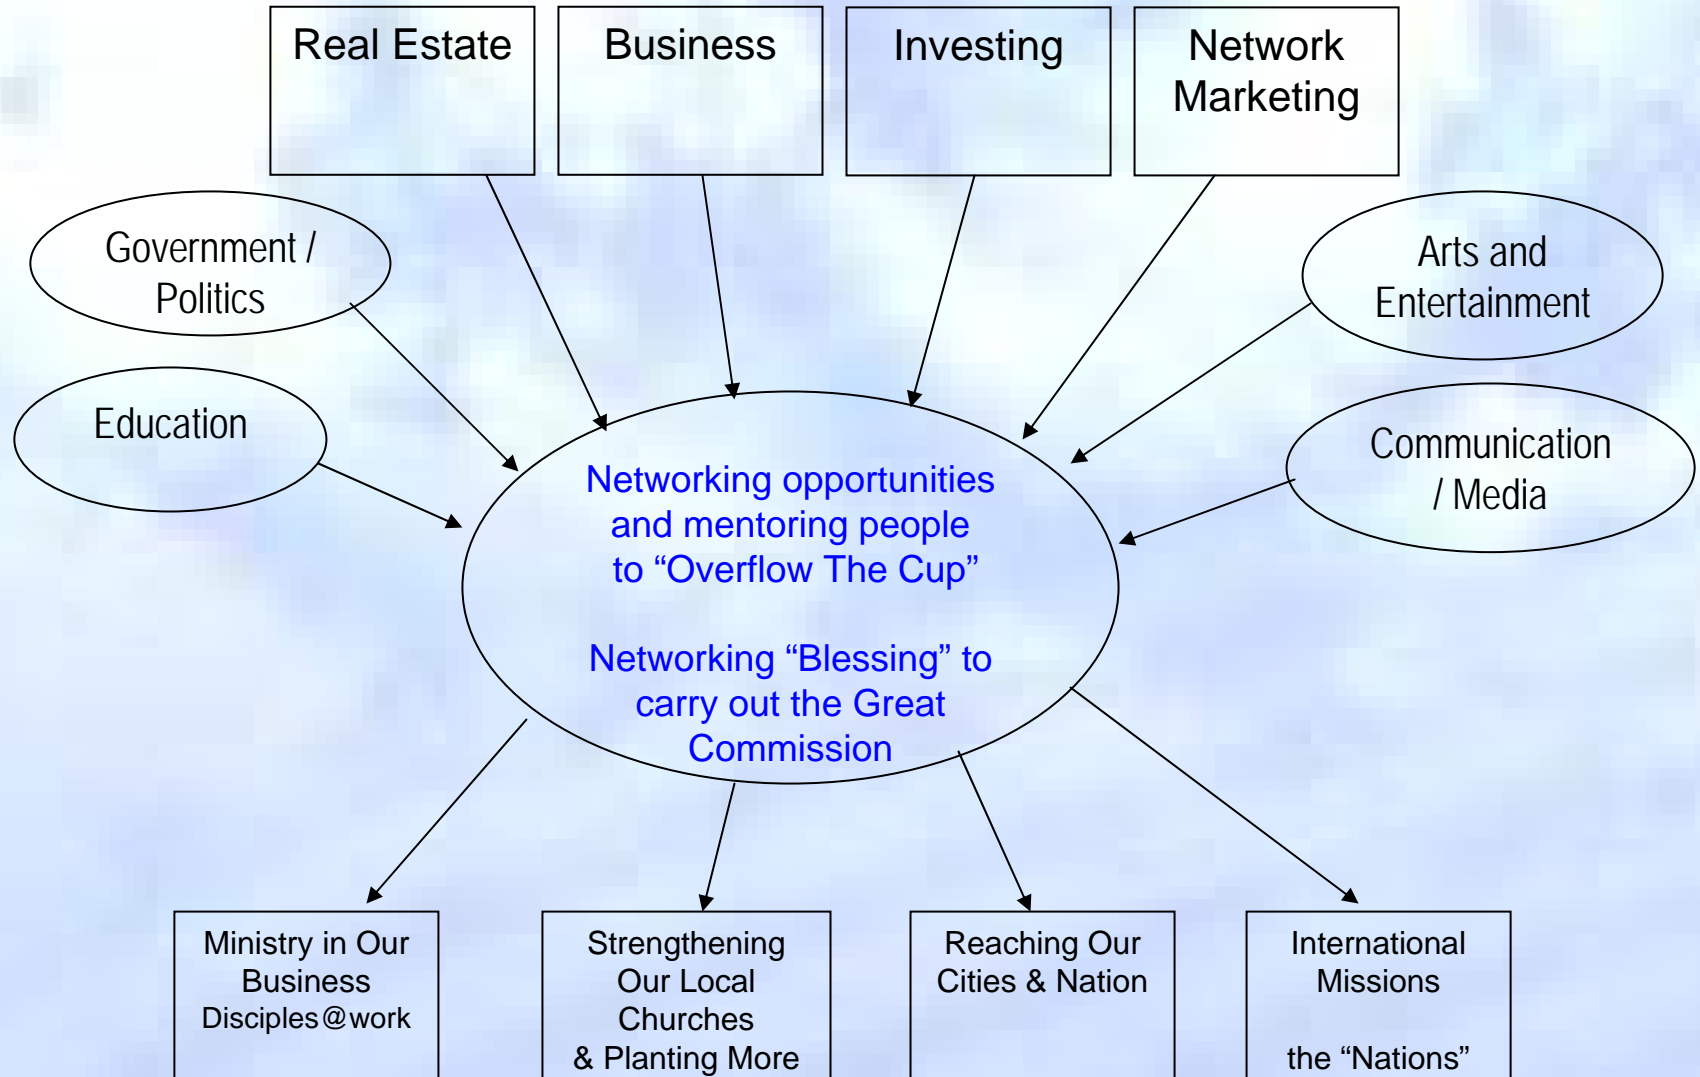 Real Estate
Business
Investing
Network
Marketing
Government /
Politics
Arts and
Entertainment
Education
Communication
/ Media
Networking opportunities
and mentoring people
to “Overflow The Cup”
Networking “Blessing” to
carry out the Great
Commission
Ministry in Our
Business
Disciples@work
Strengthening
Our Local
Churches
& Planting More
Reaching Our
Cities & Nation
International
Missions
the “Nations”